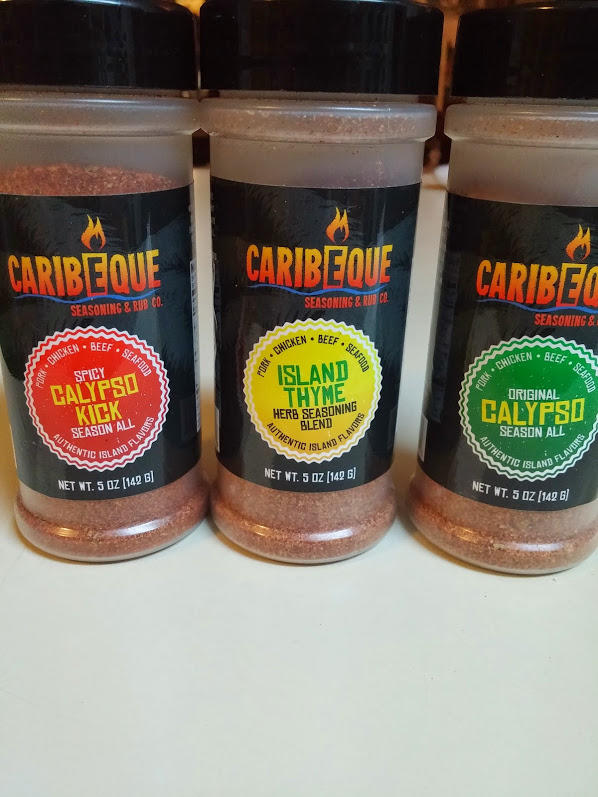 CARIBEQUE
SEASONING & RUB CO.
PORK • CHICKEN • BEEF • SEAFOOD
SPICY
CALYPSO
KICK
SEASON ALL
AUTHENTIC ISLAND FLAVORS
NET WT. 5 OZ (142 G)
CARIBEQUE
SEASONING & RUB CO.
PORK • CHICKEN • BEEF • SEAFOOD
ISLAND
THYME
HERB SEASONING
BLEND
AUTHENTIC ISLAND FLAVORS
NET WT. 5 OZ (142 G)
CARIBEQ
SEASONING &
PORK • CHICKEN • BEEF • SEAFOOD
ORIGINAL
CALYPSO
SEASON ALL
AUTHENTIC ISLAND FLAVORS
NET WT. 5 OZ (142 G)